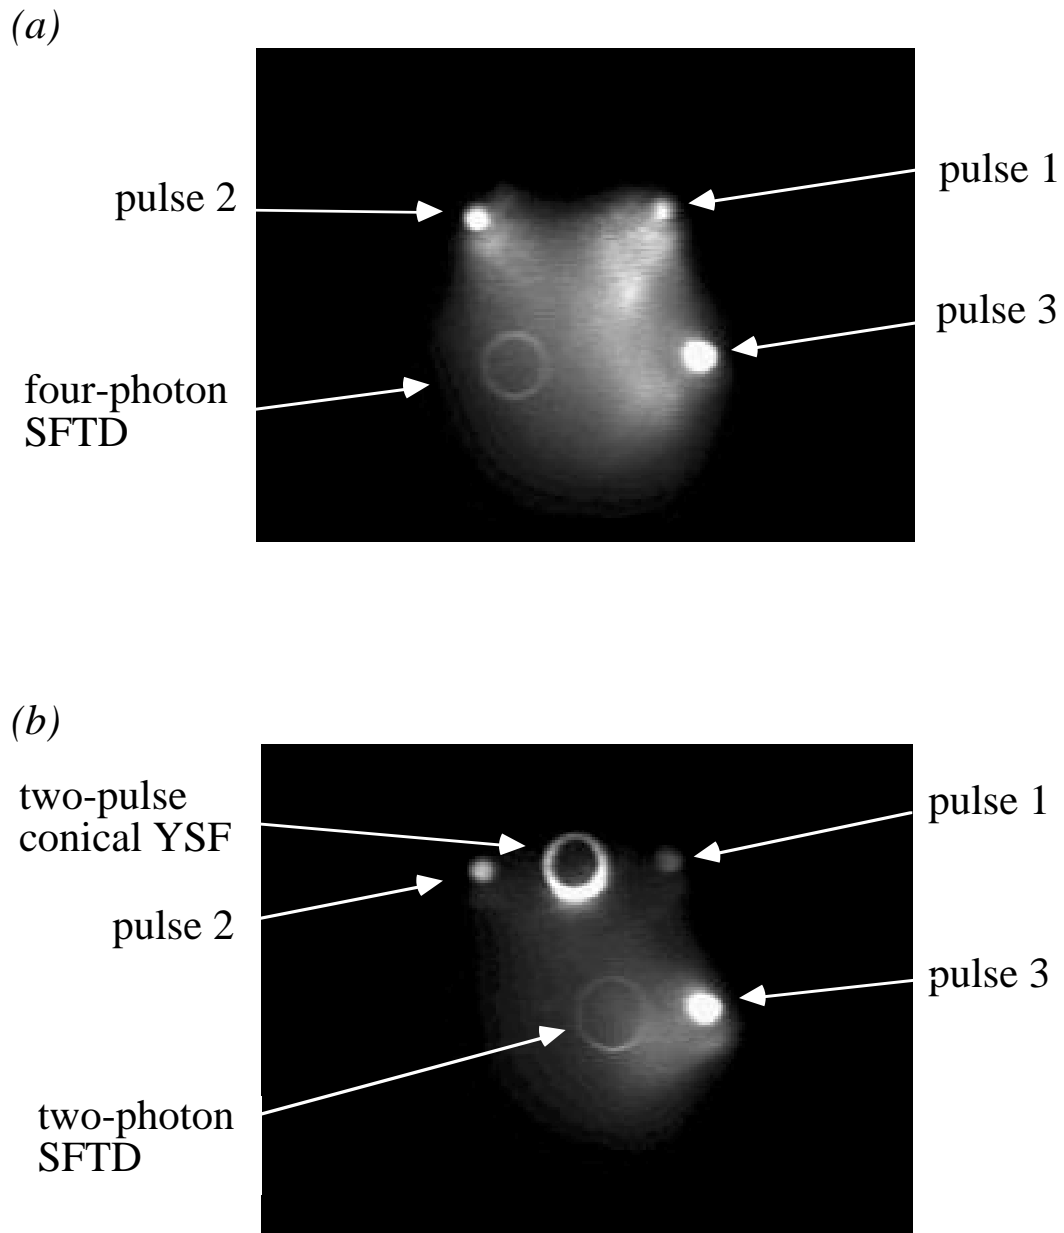 (a)
pulse 2
pulse 1
pulse 3
four-photon
SFTD
(b)
two-pulse
conical YSF
pulse 1
pulse 2
pulse 3
two-photon
SFTD